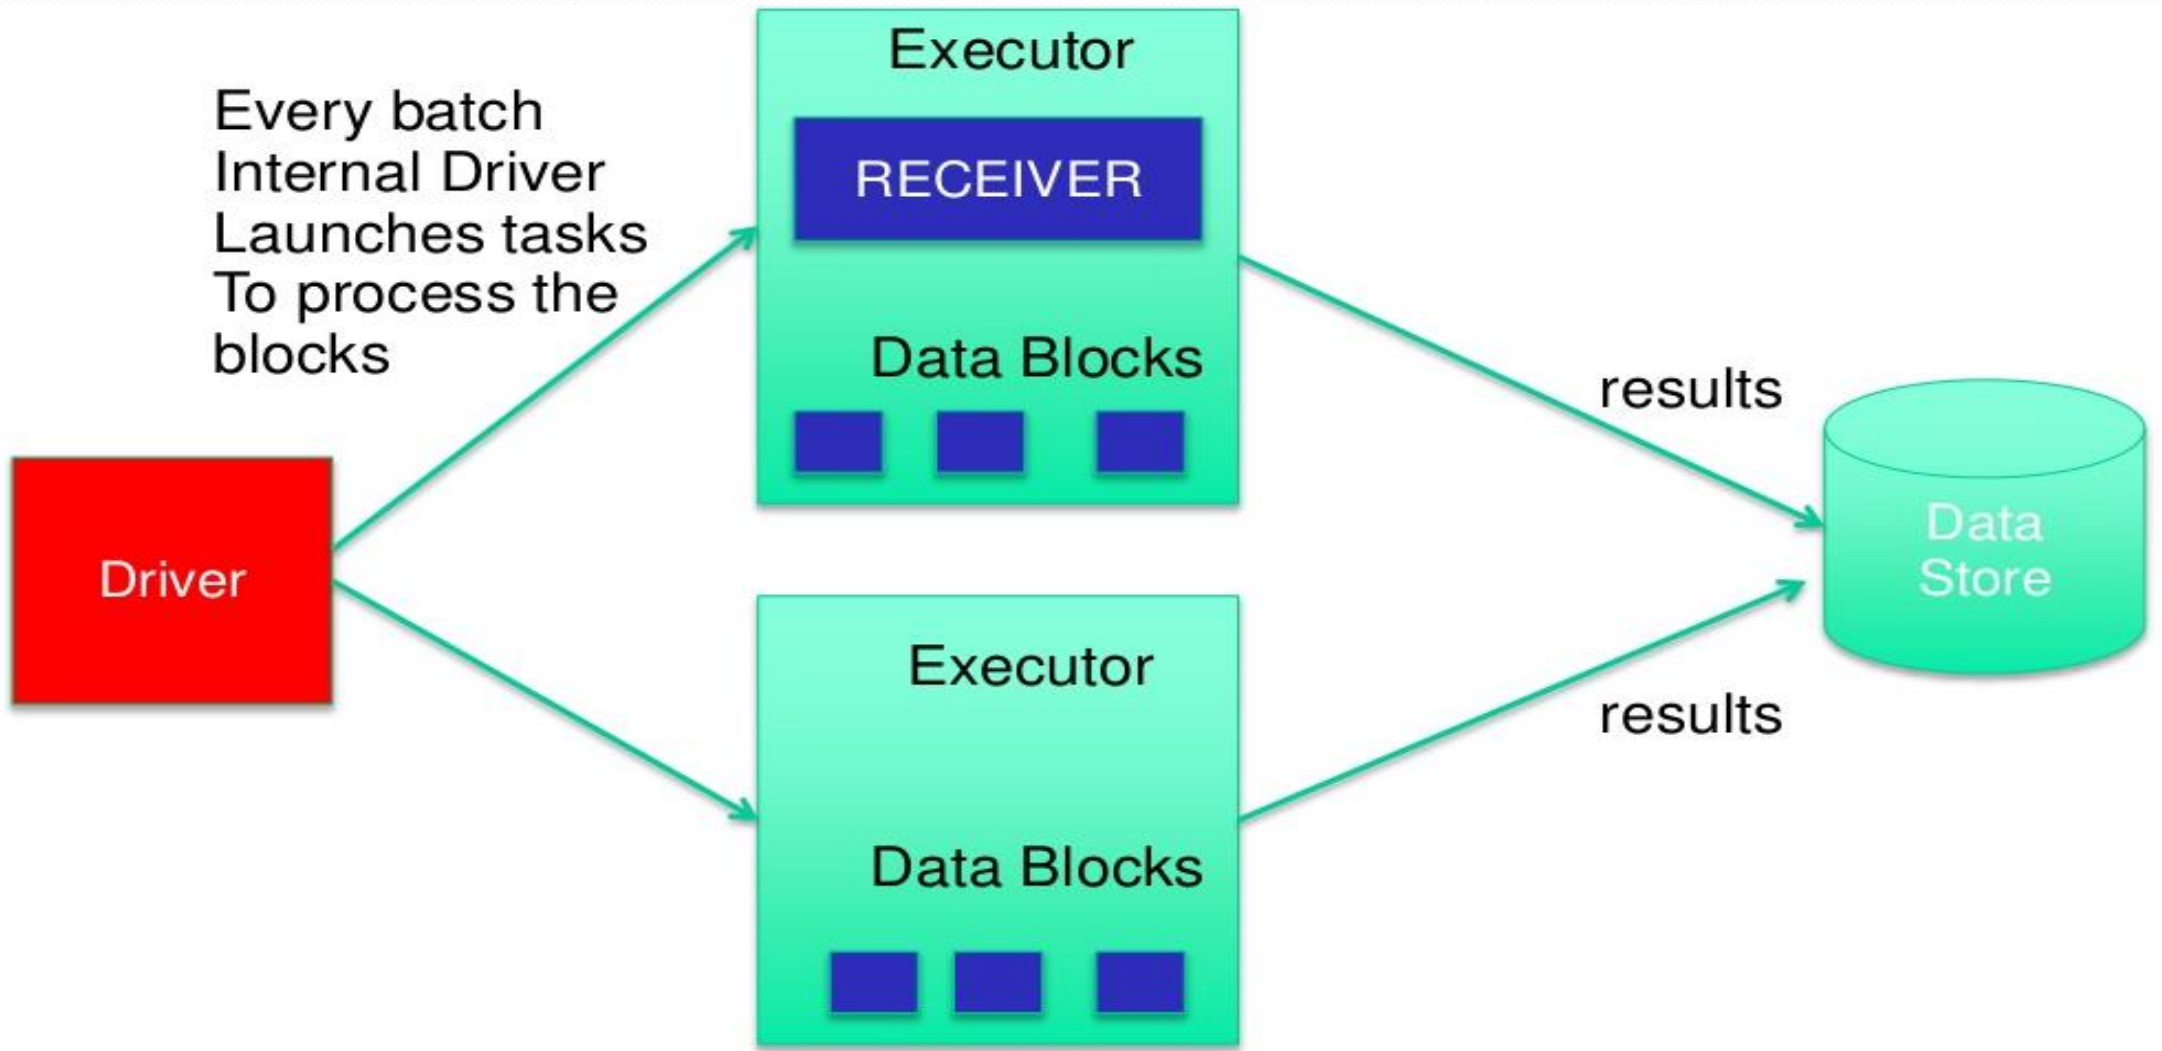 Every batch
Internal Driver
Launches tasks
To process the
blocks
Driver
Executor
RECEIVER
Data Blocks
Executor
Data Blocks
results
results
Data
Store